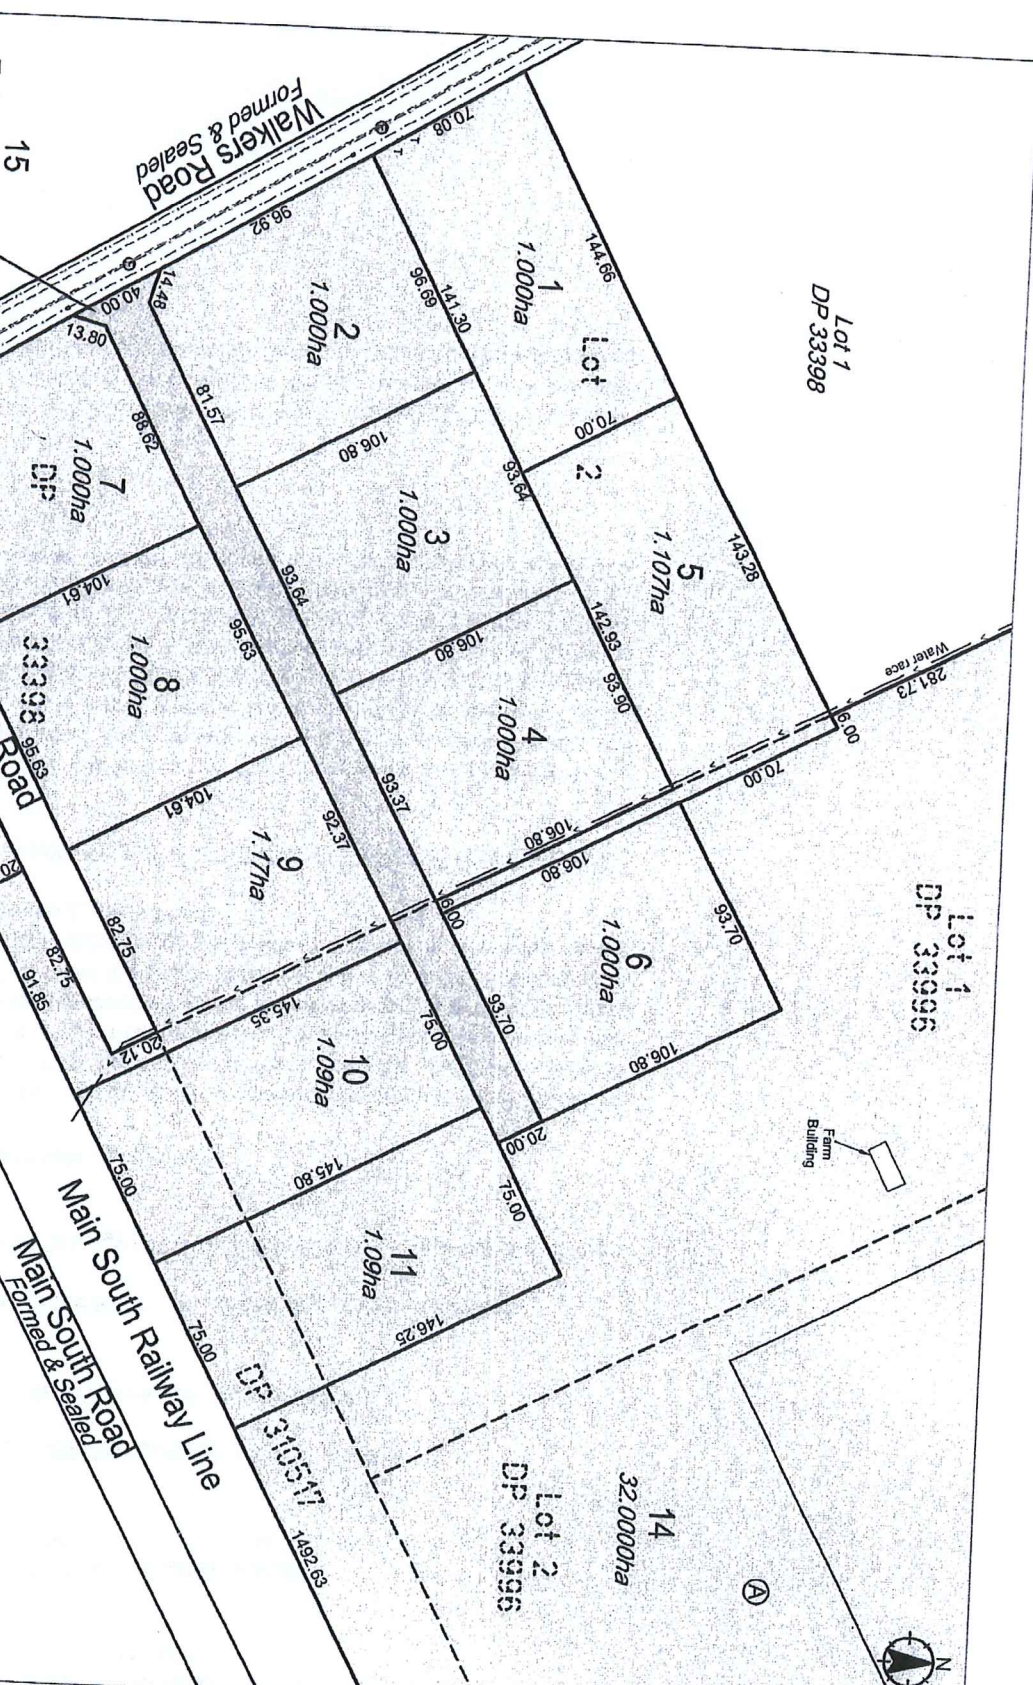 15
Walkers Road
Formed & Sealed
70.08
T
T
S
S
96.92
14.48
40.00
13.80
Lot 1
DP 33398
144.66
1
1.000ha
Lot
2
70.00
141.30
96.69
2
1.000ha
106.80
81.57
88.62
93.64
3
1.000ha
106.80
93.64
143.28
5
1.107ha
142.93
93.90
4
1.000ha
93.37
Water race
281.73
6.00
70.00
106.80
106.80
6.00
6
1.000ha
93.70
93.70
106.80
20.00
7
1.000ha
DP
33398
104.61
95.63
8
1.000ha
95.63
Road
104.61
92.37
9
1.17ha
82.75
20
82.75
91.85
20.12
145.35
75.00
10
1.09ha
145.80
75.00
75.00
11
1.09ha
146.25
75.00
Lot 1
DP 33996
Farm
Building
Main South Railway Line
Main South Road
Formed & Sealed
DP 310517
1492.63
Lot 2
DP 33996
14
32.0000ha
A
N